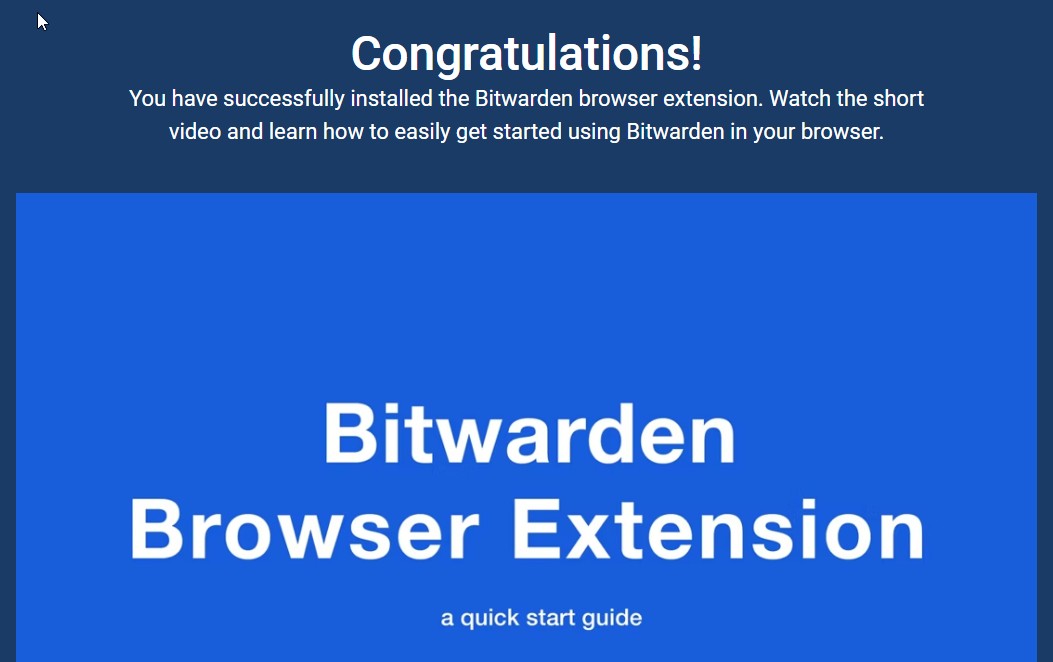 Congratulations!
You have successfully installed the Bitwarden browser extension. Watch the short
video and learn how to easily get started using Bitwarden in your browser.
Bitwarden
Browser Extension
a quick start guide